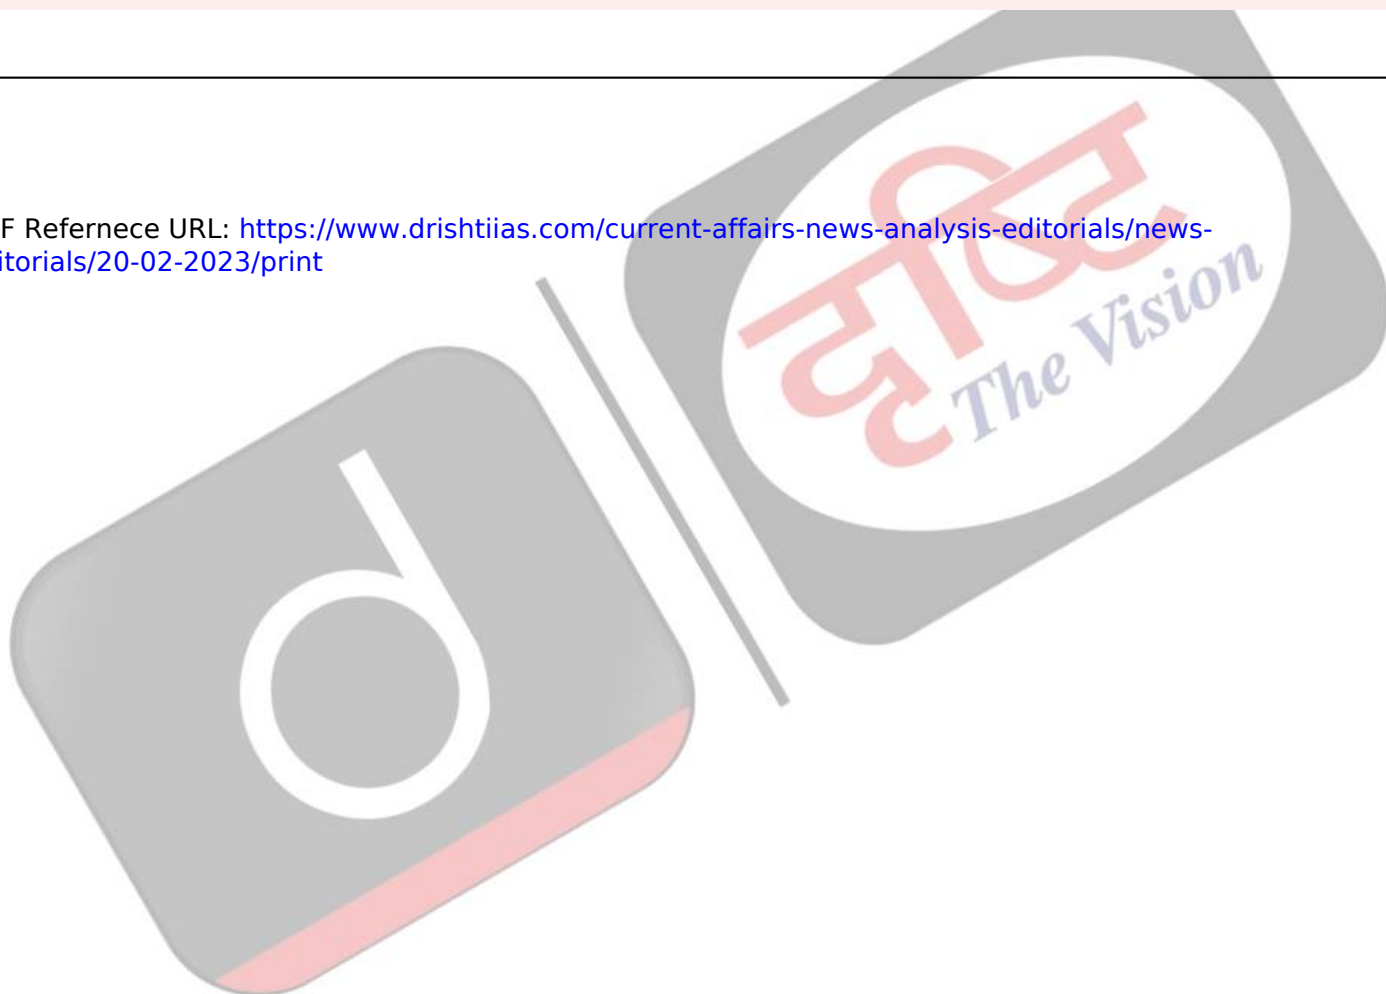 F Refernece URL: https://www.drishtiias.com/current-affairs-news-analysis-editorials/news-
itorials/20-02-2023/print
दृष्टि
The Vision
d